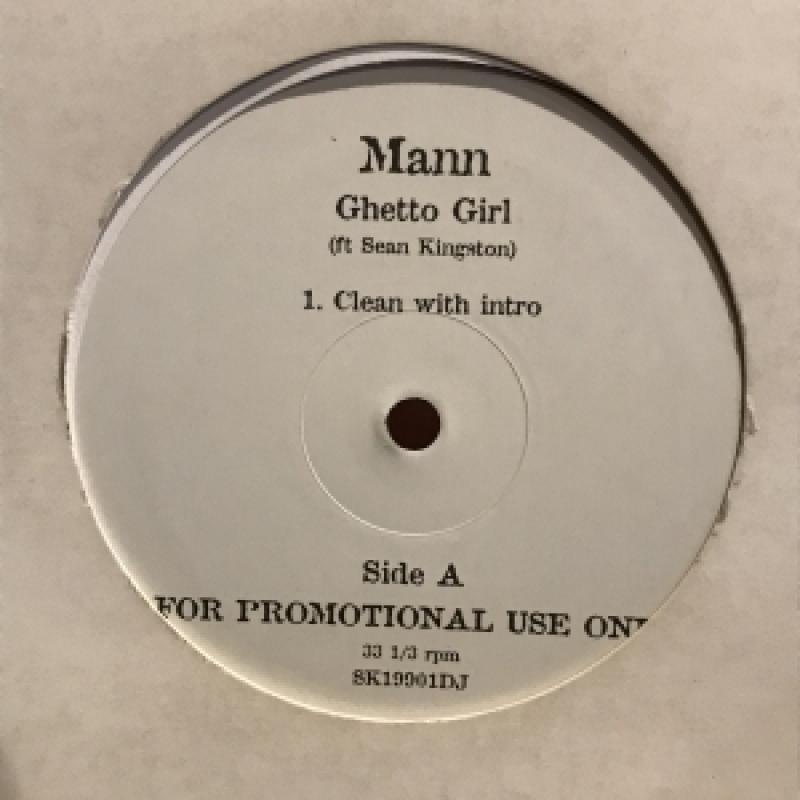 Mann
Ghetto Girl
(ft Sean Kingston)
1. Clean with intro
Side A
FOR PROMOTIONAL USE ONL
33 1/3 rpm
SK19901DJ